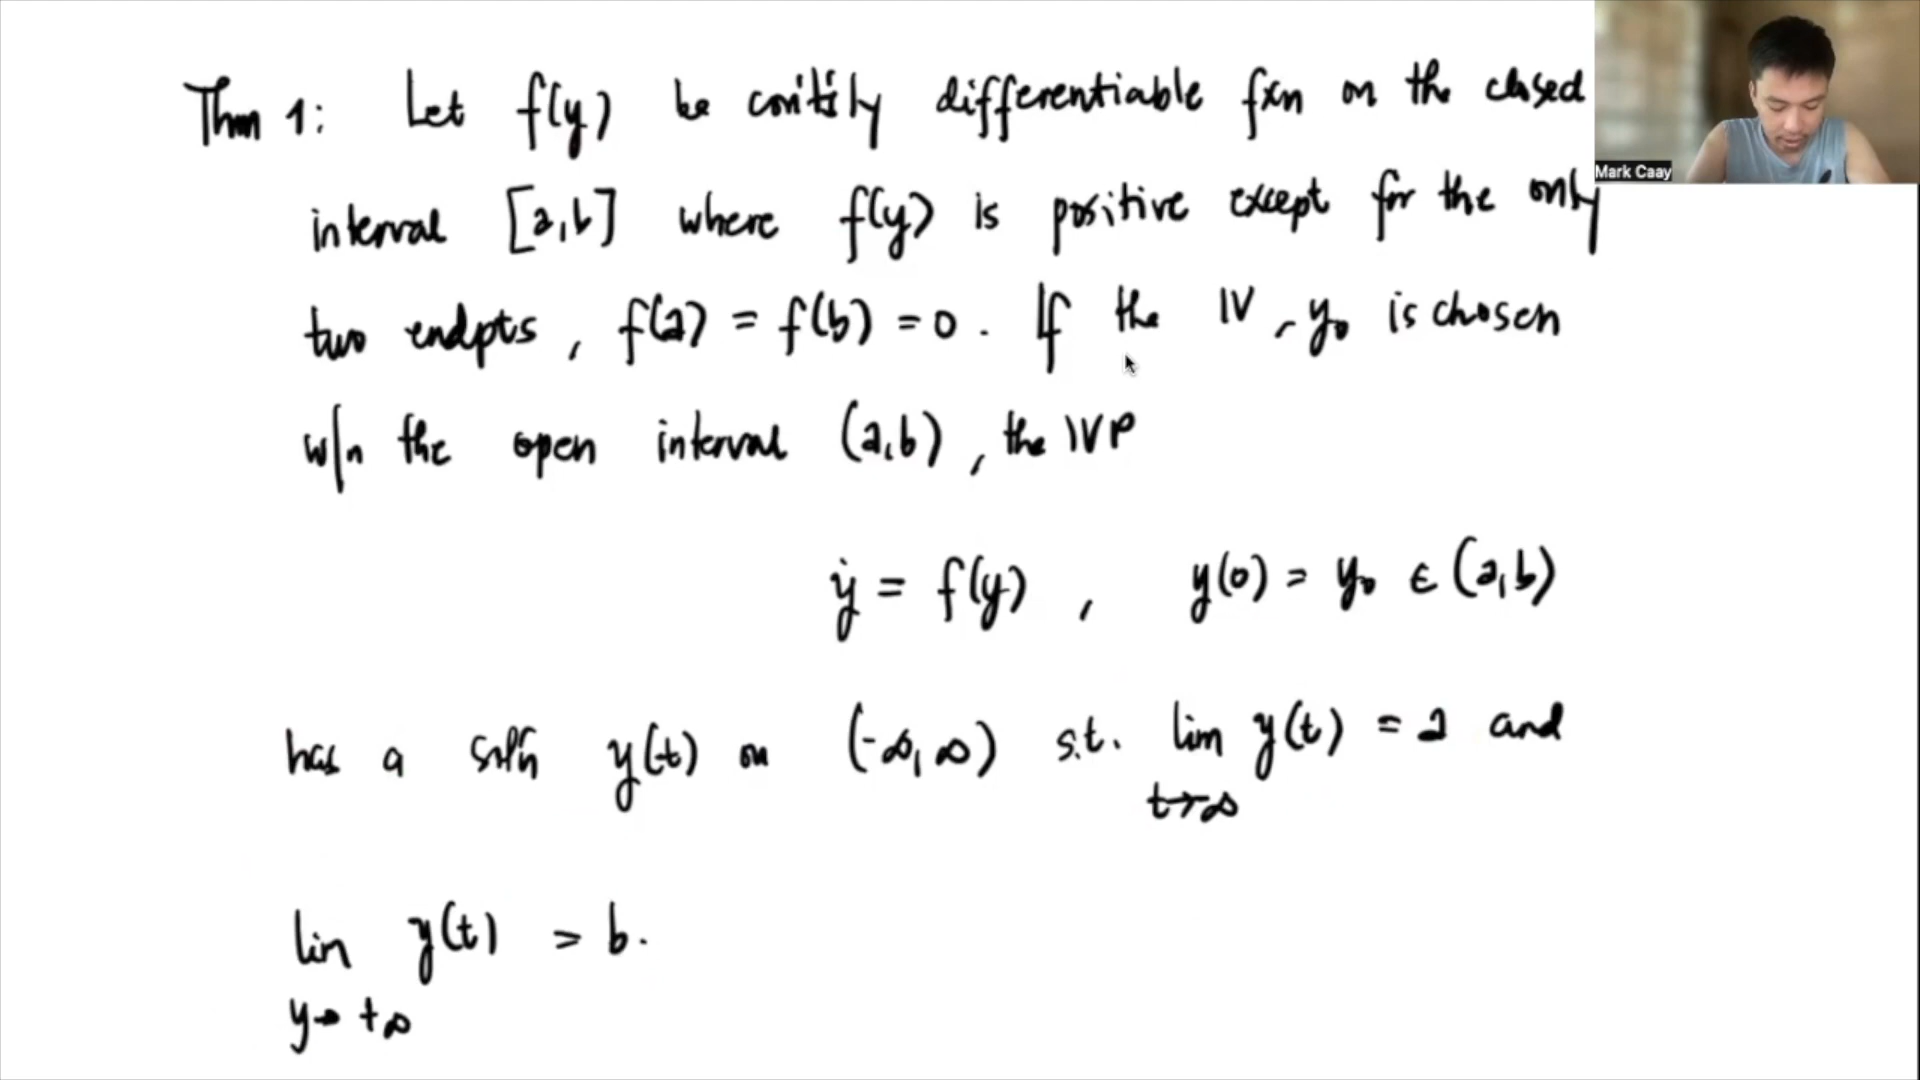 Thm 1: Let f(y) be cont'sly differentiable fxn on the closed
interval [a,b] where f(y) is positive except for the only
two endpts, f(a) = f(b) = 0. If the IV, y₀ is chosen
w/n the open interval (a,b), the IVP
ẏ = f(y), y(0) = y₀ ∈ (a,b)
has a sol'n y(t) on (-∞,∞) s.t. lim y(t) = a and
t→∞
lim y(t) = b.
y→ +∞
Mark Caay